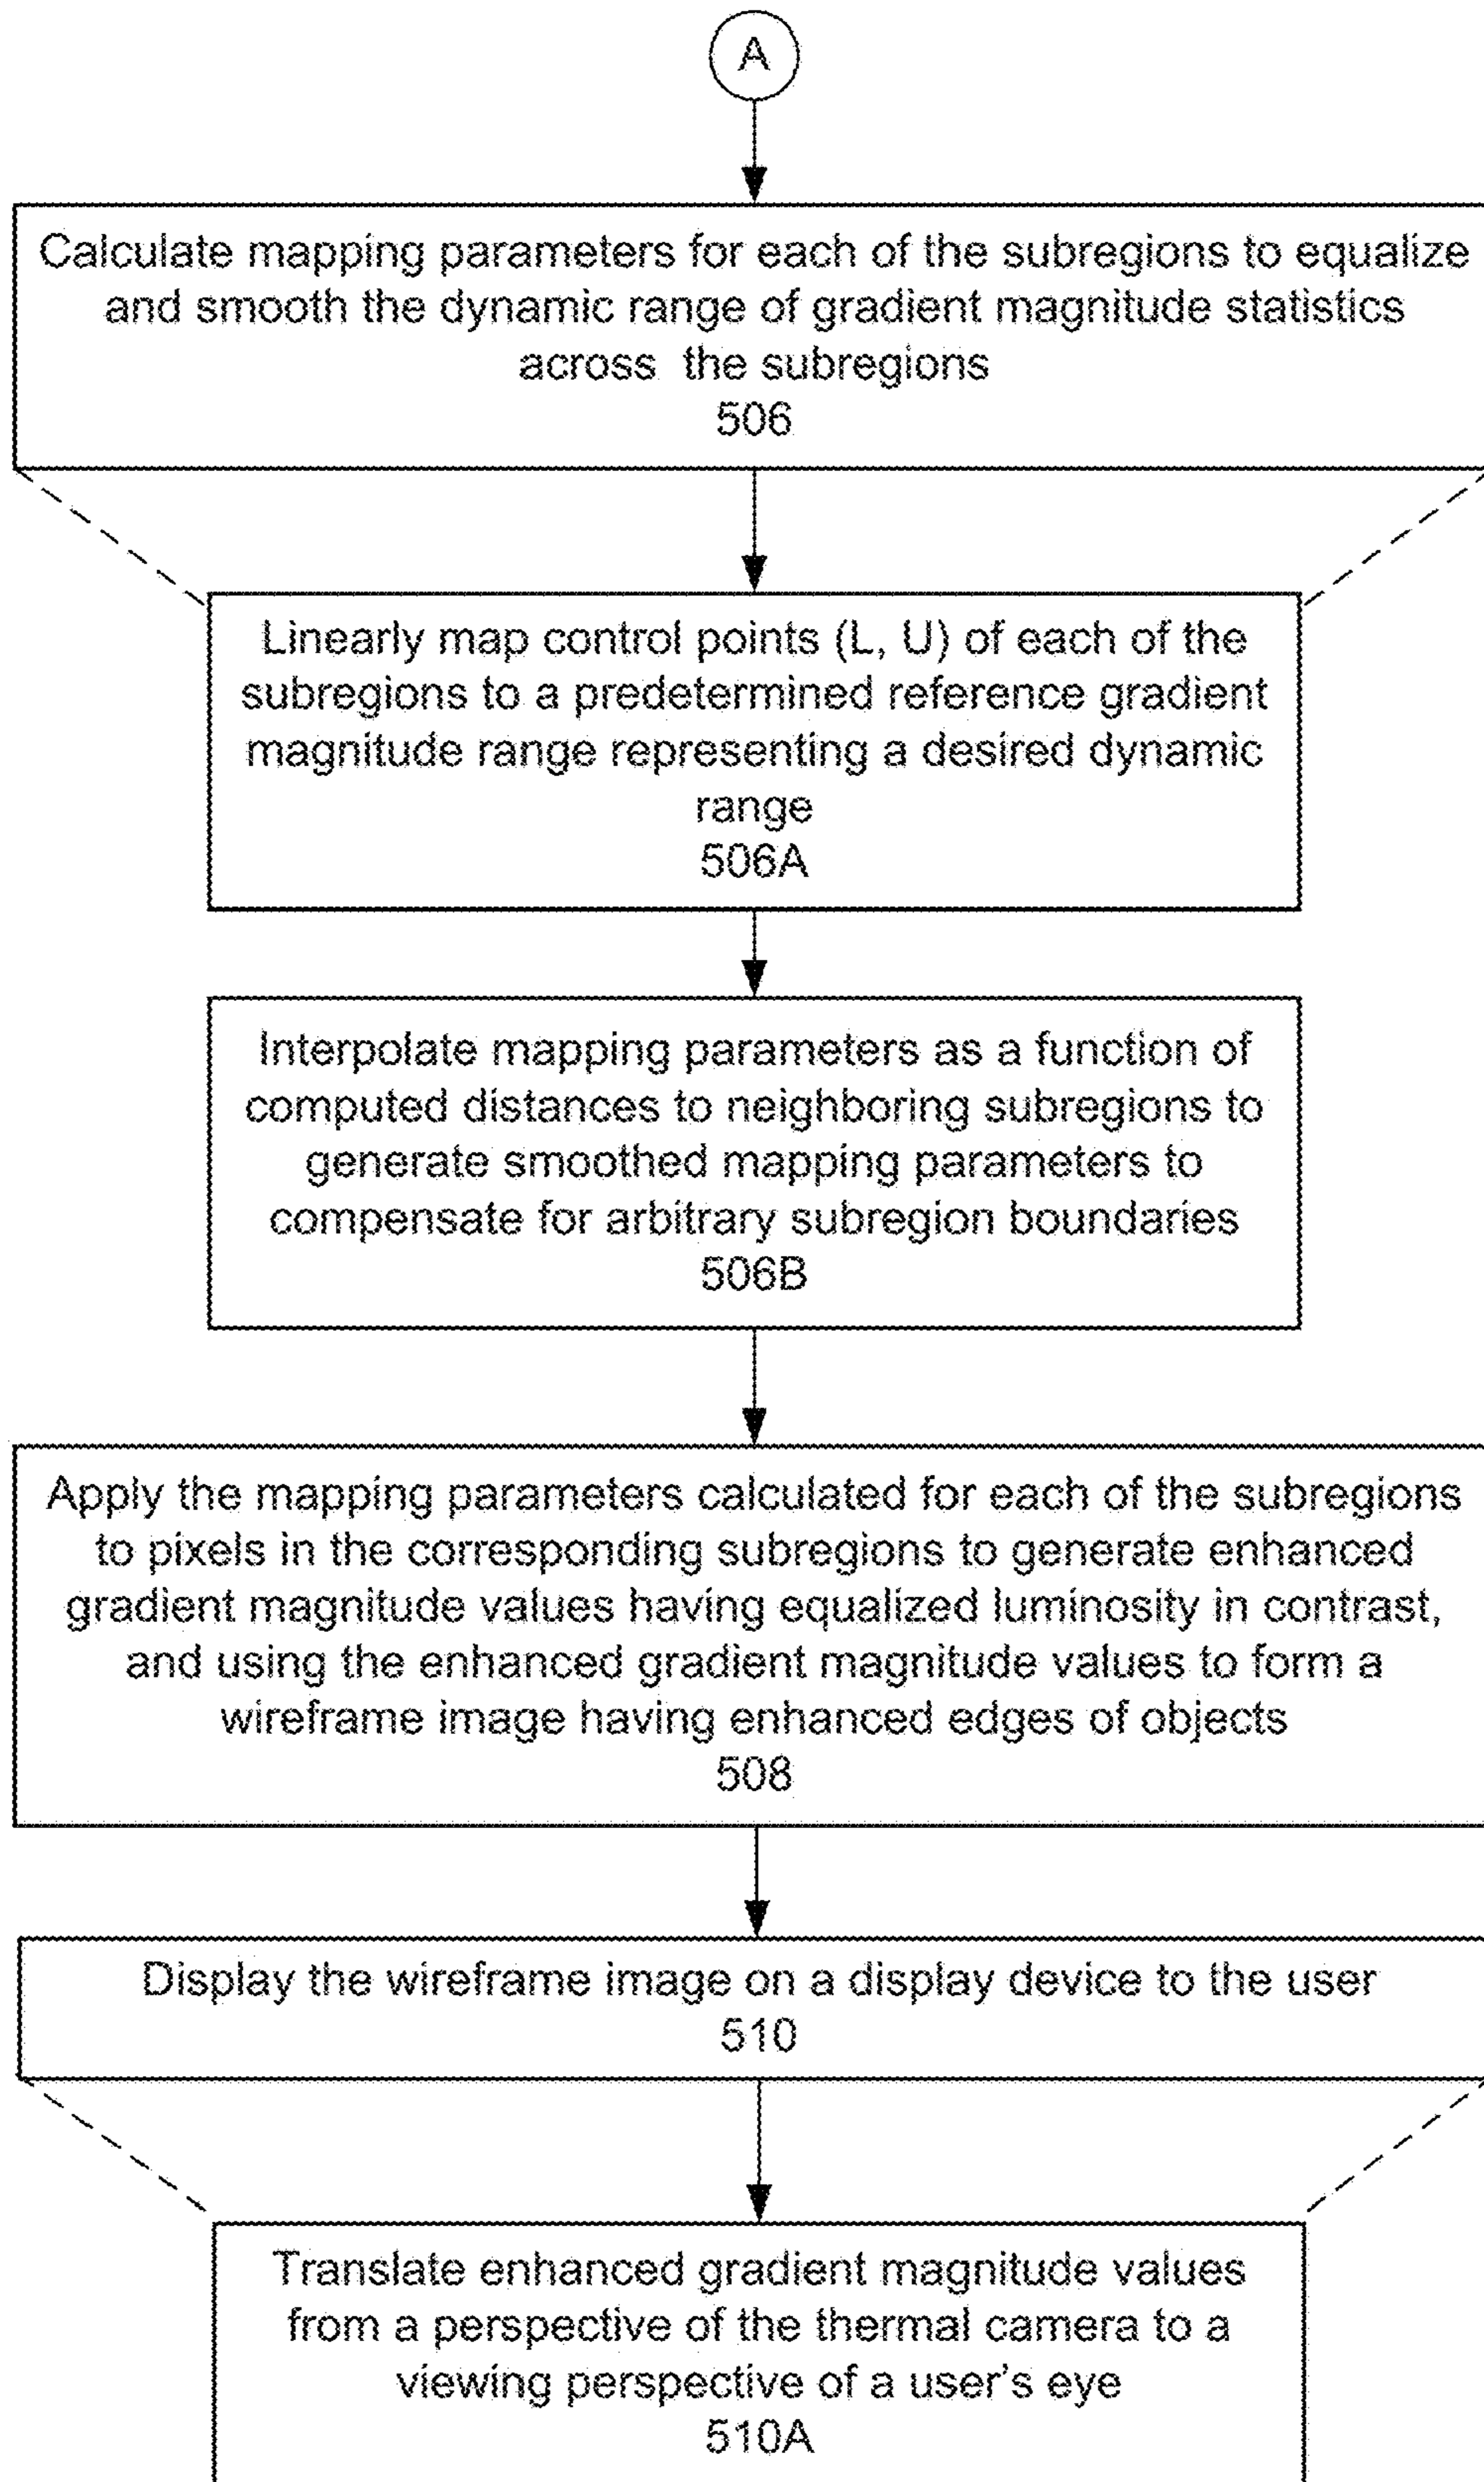 A
Calculate mapping parameters for each of the subregions to equalize
and smooth the dynamic range of gradient magnitude statistics
across the subregions
506
Linearly map control points (L, U) of each of the
subregions to a predetermined reference gradient
magnitude range representing a desired dynamic
range
506A
Interpolate mapping parameters as a function of
computed distances to neighboring subregions to
generate smoothed mapping parameters to
compensate for arbitrary subregion boundaries
506B
Apply the mapping parameters calculated for each of the subregions
to pixels in the corresponding subregions to generate enhanced
gradient magnitude values having equalized luminosity in contrast,
and using the enhanced gradient magnitude values to form a
wireframe image having enhanced edges of objects
508
Display the wireframe image on a display device to the user
510
Translate enhanced gradient magnitude values
from a perspective of the thermal camera to a
viewing perspective of a user's eye
510A